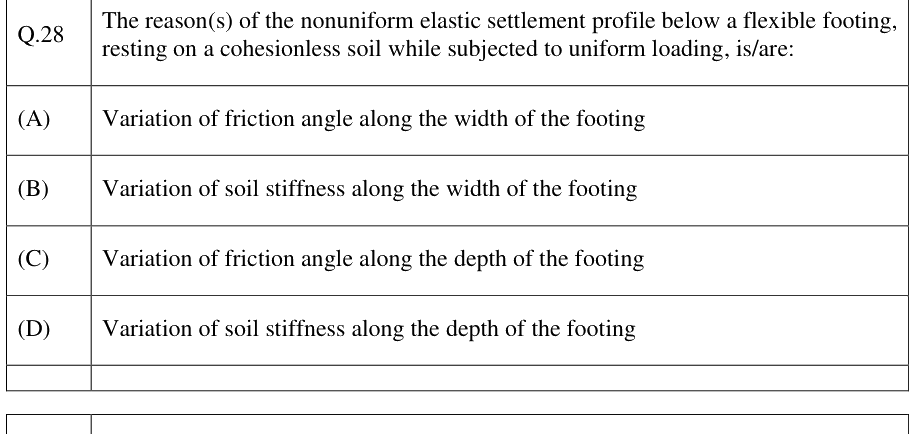 Q.28
The reason(s) of the nonuniform elastic settlement profile below a flexible footing,
resting on a cohesionless soil while subjected to uniform loading, is/are:
(A) Variation of friction angle along the width of the footing
(B) Variation of soil stiffness along the width of the footing
(C) Variation of friction angle along the depth of the footing
(D) Variation of soil stiffness along the depth of the footing